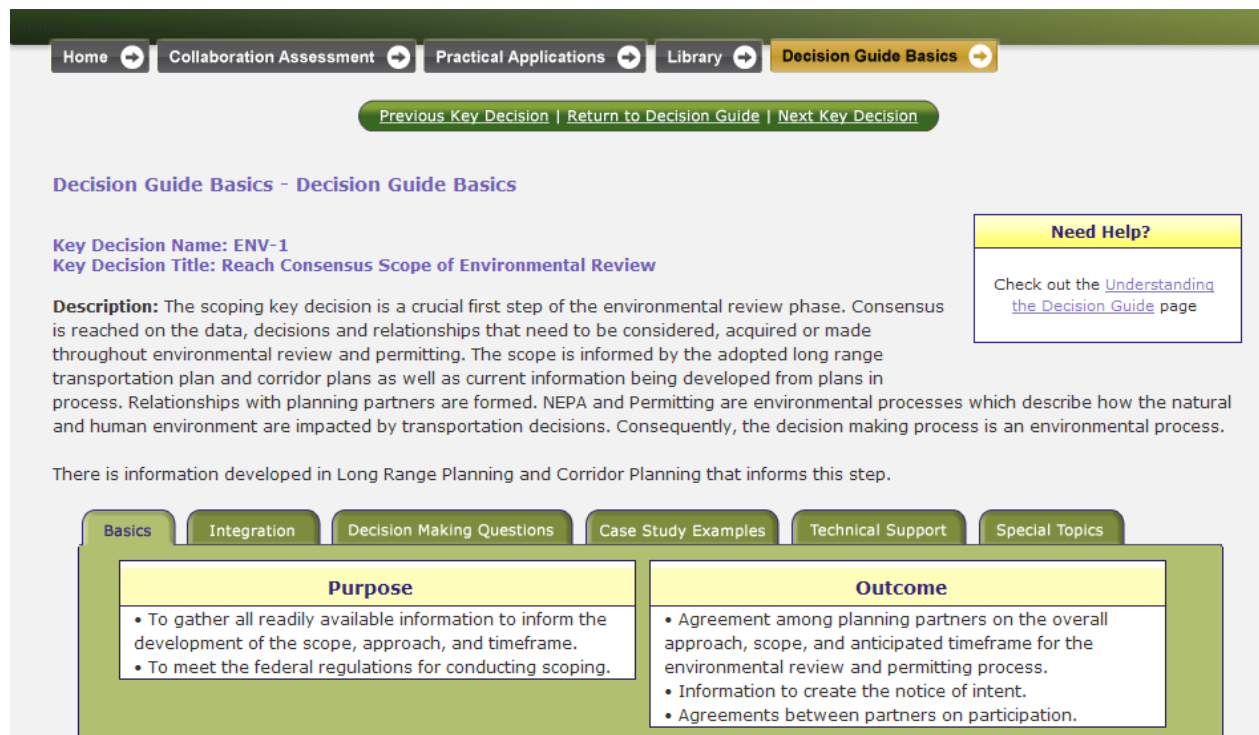 Home
Collaboration Assessment
Practical Applications
Library
Decision Guide Basics
Previous Key Decision | Return to Decision Guide | Next Key Decision
Decision Guide Basics - Decision Guide Basics
Key Decision Name: ENV-1
Key Decision Title: Reach Consensus Scope of Environmental Review
Need Help?
Check out the Understanding
the Decision Guide page
Description: The scoping key decision is a crucial first step of the environmental review phase. Consensus
is reached on the data, decisions and relationships that need to be considered, acquired or made
throughout environmental review and permitting. The scope is informed by the adopted long range
transportation plan and corridor plans as well as current information being developed from plans in
process. Relationships with planning partners are formed. NEPA and Permitting are environmental processes which describe how the natural
and human environment are impacted by transportation decisions. Consequently, the decision making process is an environmental process.
There is information developed in Long Range Planning and Corridor Planning that informs this step.
Basics
Integration
Decision Making Questions
Case Study Examples
Technical Support
Special Topics
Purpose
• To gather all readily available information to inform the
development of the scope, approach, and timeframe.
• To meet the federal regulations for conducting scoping.
Outcome
• Agreement among planning partners on the overall
approach, scope, and anticipated timeframe for the
environmental review and permitting process.
• Information to create the notice of intent.
• Agreements between partners on participation.